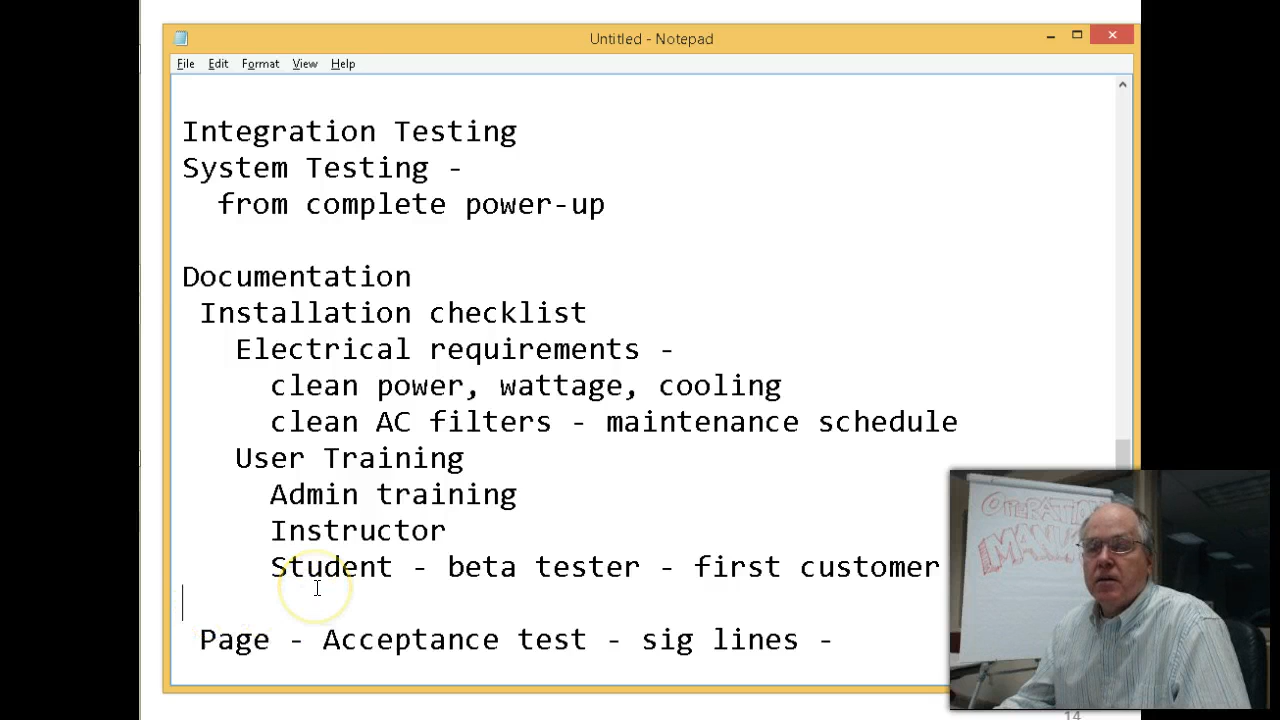 Untitled - Notepad
File Edit Format View Help
Integration Testing
System Testing -
from complete power-up
Documentation
Installation checklist
Electrical requirements -
clean power, wattage, cooling
clean AC filters - maintenance schedule
User Training
Admin training
Instructor
Student - beta tester - first customer
Page - Acceptance test - sig lines -
14